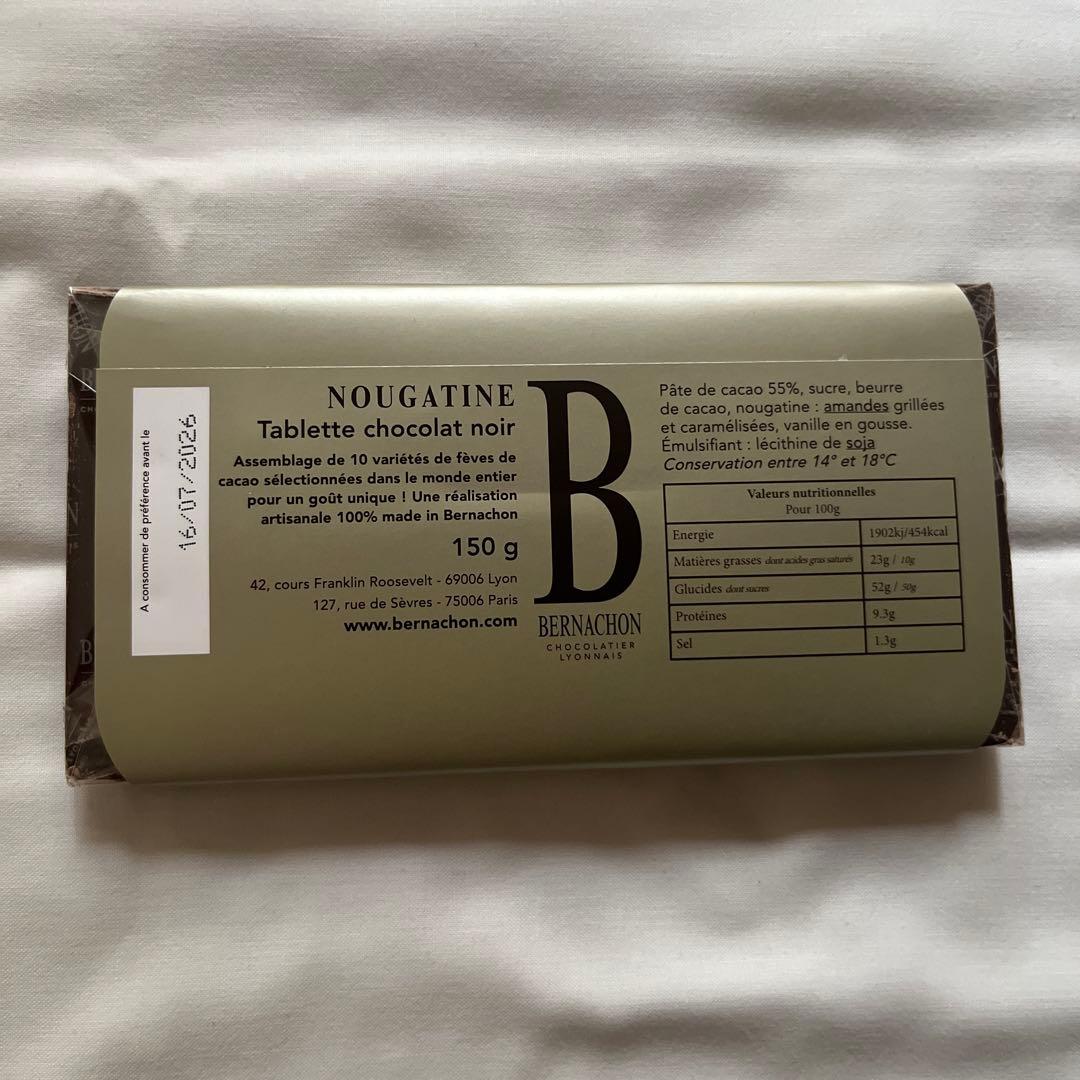 A consommer de préférence avant le
16/07/2026
NOUGATINE
Tablette chocolat noir
Assemblage de 10 variétés de fèves de
cacao sélectionnées dans le monde entier
pour un goût unique ! Une réalisation
artisanale 100% made in Bernachon
150 g
42, cours Franklin Roosevelt - 69006 Lyon
127, rue de Sèvres - 75006 Paris
www.bernachon.com
B
BERNACHON
CHOCOLATIER
LYONNAIS
Pâte de cacao 55%, sucre, beurre
de cacao, nougatine : amandes grillées
et caramélisées, vanille en gousse.
Émulsifiant : lécithine de soja
Conservation entre 14° et 18°C
Valeurs nutritionnelles
Pour 100g
Energie 1902kj/454kcal
Matières grasses dont acides gras saturés 23g / 10g
Glucides dont sucres 52g / 50g
Protéines 9.3g
Sel 1.3g